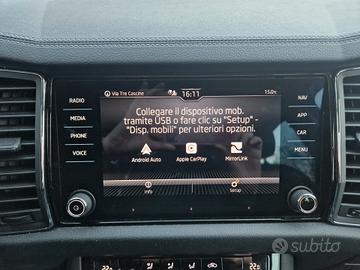 Via Tre Cascine
16:11
15.0°C
RADIO
MEDIA
PHONE
VOICE
Collegare il dispositivo mob.
tramite USB o fare clic su "Setup" -
"Disp. mobili" per ulteriori opzioni.
Android Auto
Apple CarPlay
MirrorLink
Info
Setup
NAV
APP
CAR
MENU
22
22
subito